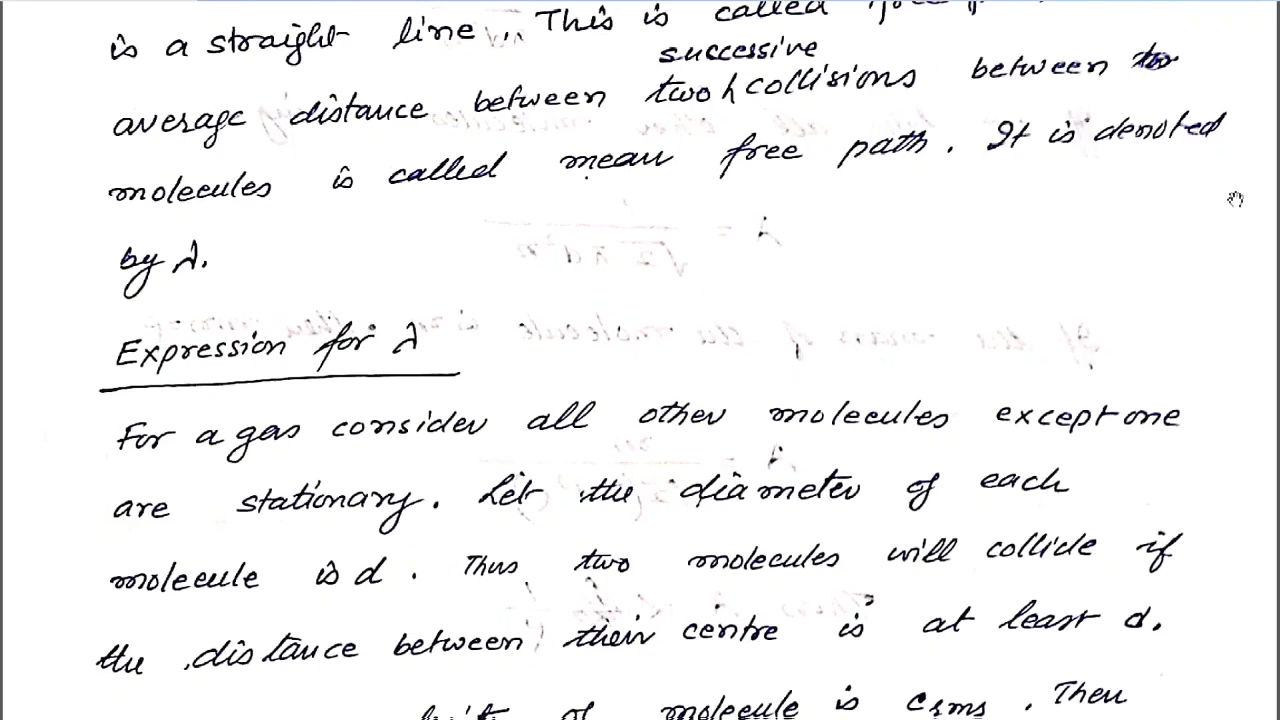 is a straight line. This is called
successive
average distance between two collisions between two
molecules is called mean free path. It is denoted
by λ.
Expression for λ
For a gas consider all other molecules except one
are stationary. Let the diameter of each
molecule is d. Thus two molecules will collide if
the distance between their centre is at least d.
of molecule is Crms. Then